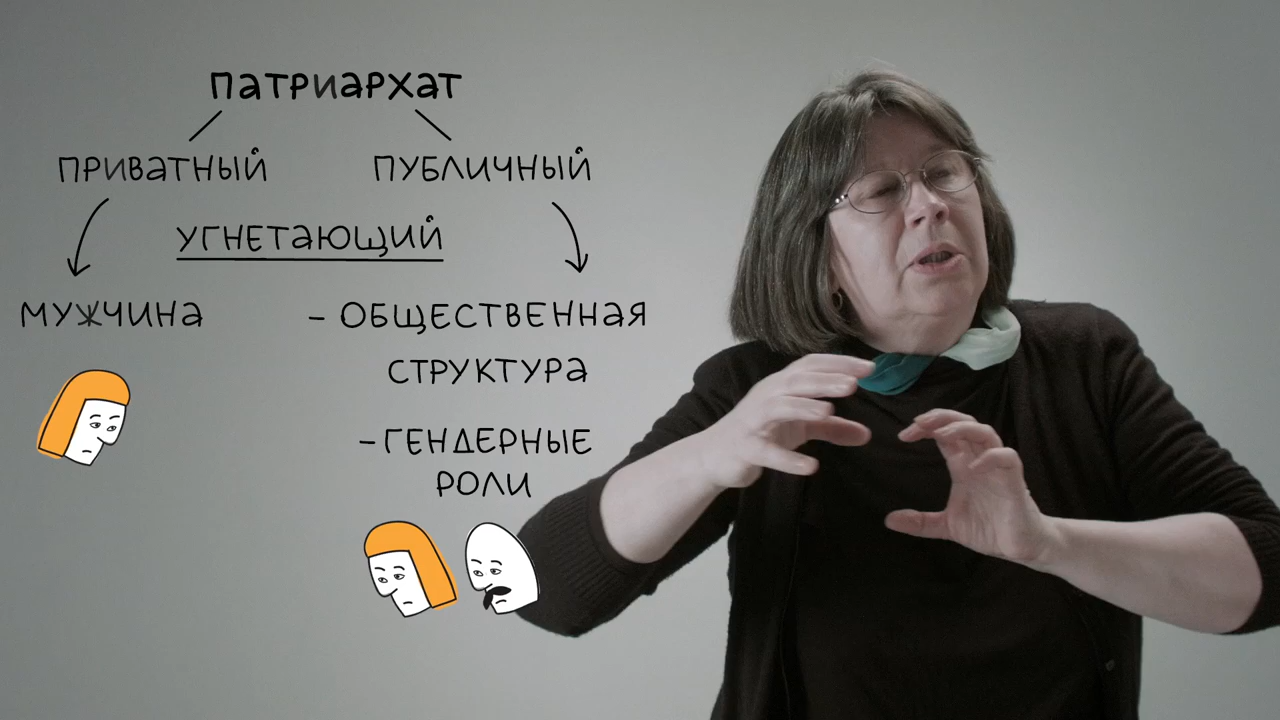 патриархат
приватный публичный
угнетающий
мужчина
- общественная
структура
- гендерные
роли